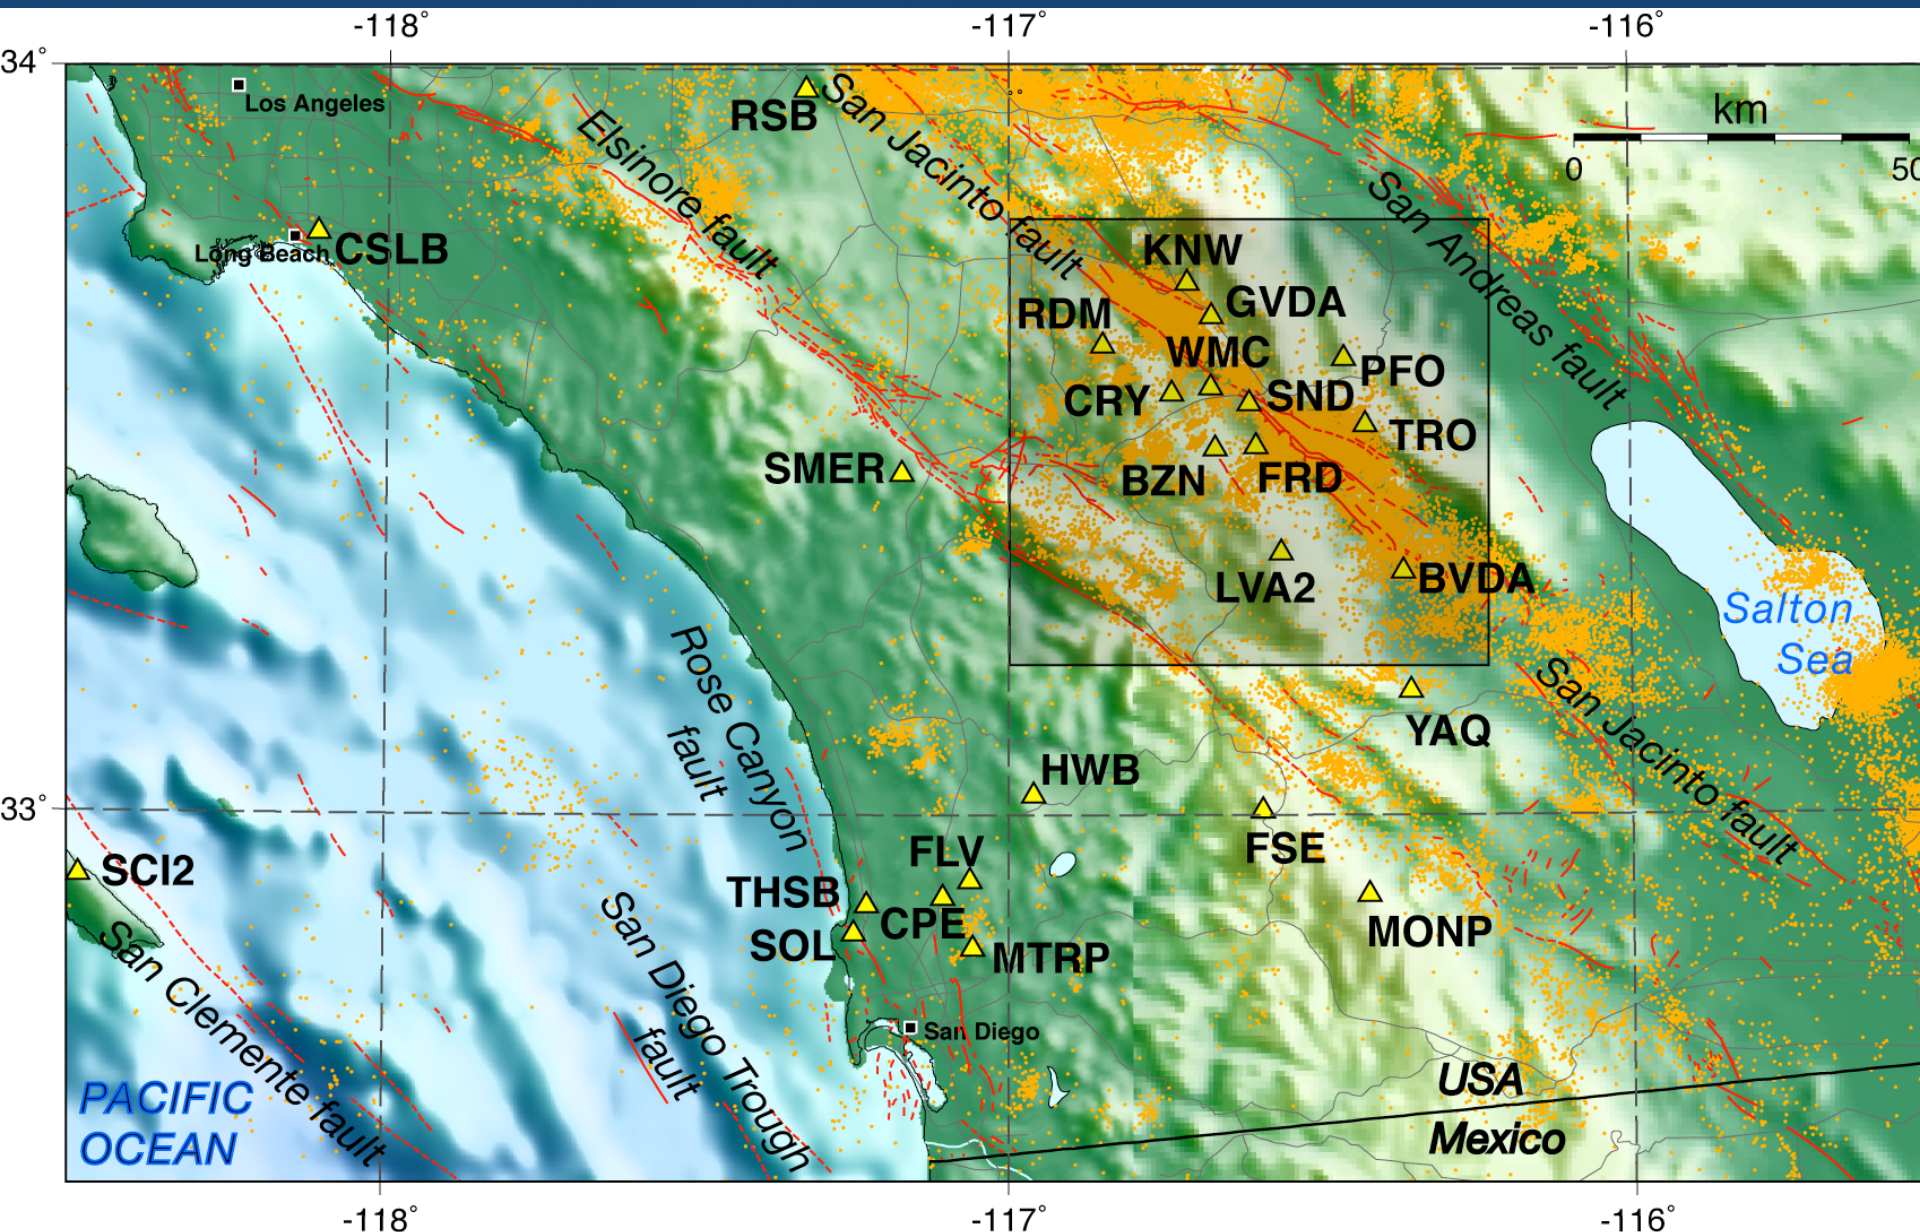 -118°
-117°
-116°
34°
Los Angeles
RSB
San Jacinto fault
km
0
50
Elsinore fault
San Andreas fault
Long Beach
CSLB
KNW
GVDA
RDM
WMC
PFO
CRY
SND
TRO
SMER
BZN
FRD
LVA2
BVDA
Salton
Sea
Rose Canyon
fault
San Jacinto fault
YAQ
HWB
33°
FLV
FSE
SCI2
THSB
CPE
SOL
MTRP
MONP
San Clemente fault
San Diego Trough
fault
San Diego
PACIFIC
OCEAN
USA
Mexico
-118°
-117°
-116°